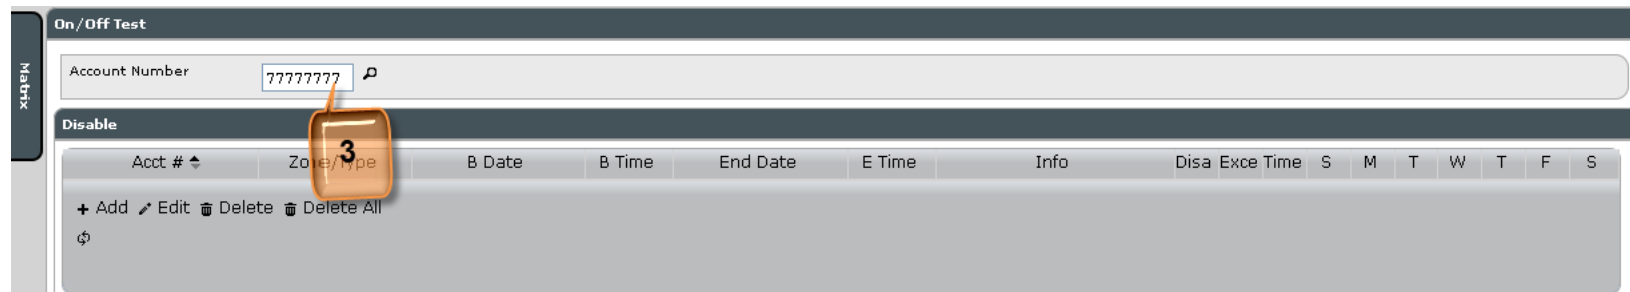 On/Off Test
Matrix
Account Number 77777777
3
Disable
Acct # Zone/Type B Date B Time End Date E Time Info Disa Exce Time S M T W T F S
+ Add Edit Delete Delete All